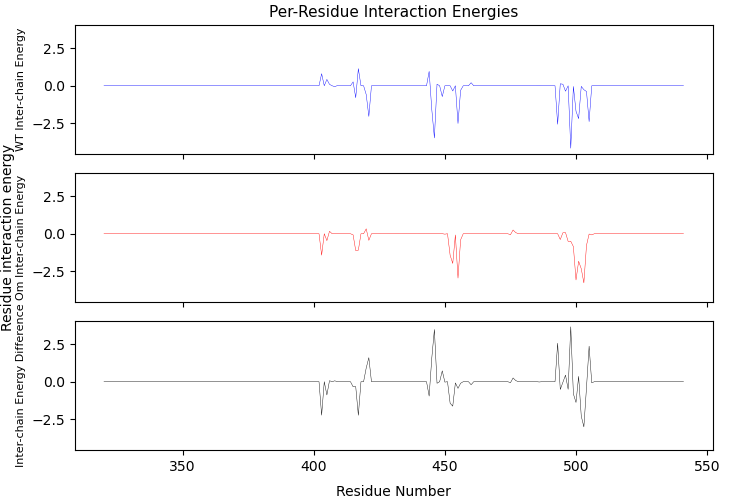 Per-Residue Interaction Energies
WT Inter-chain Energy
2.5
0.0
−2.5
Residue interaction energy
Om Inter-chain Energy
2.5
0.0
−2.5
Inter-chain Energy Difference
2.5
0.0
−2.5
350
400
450
500
550
Residue Number